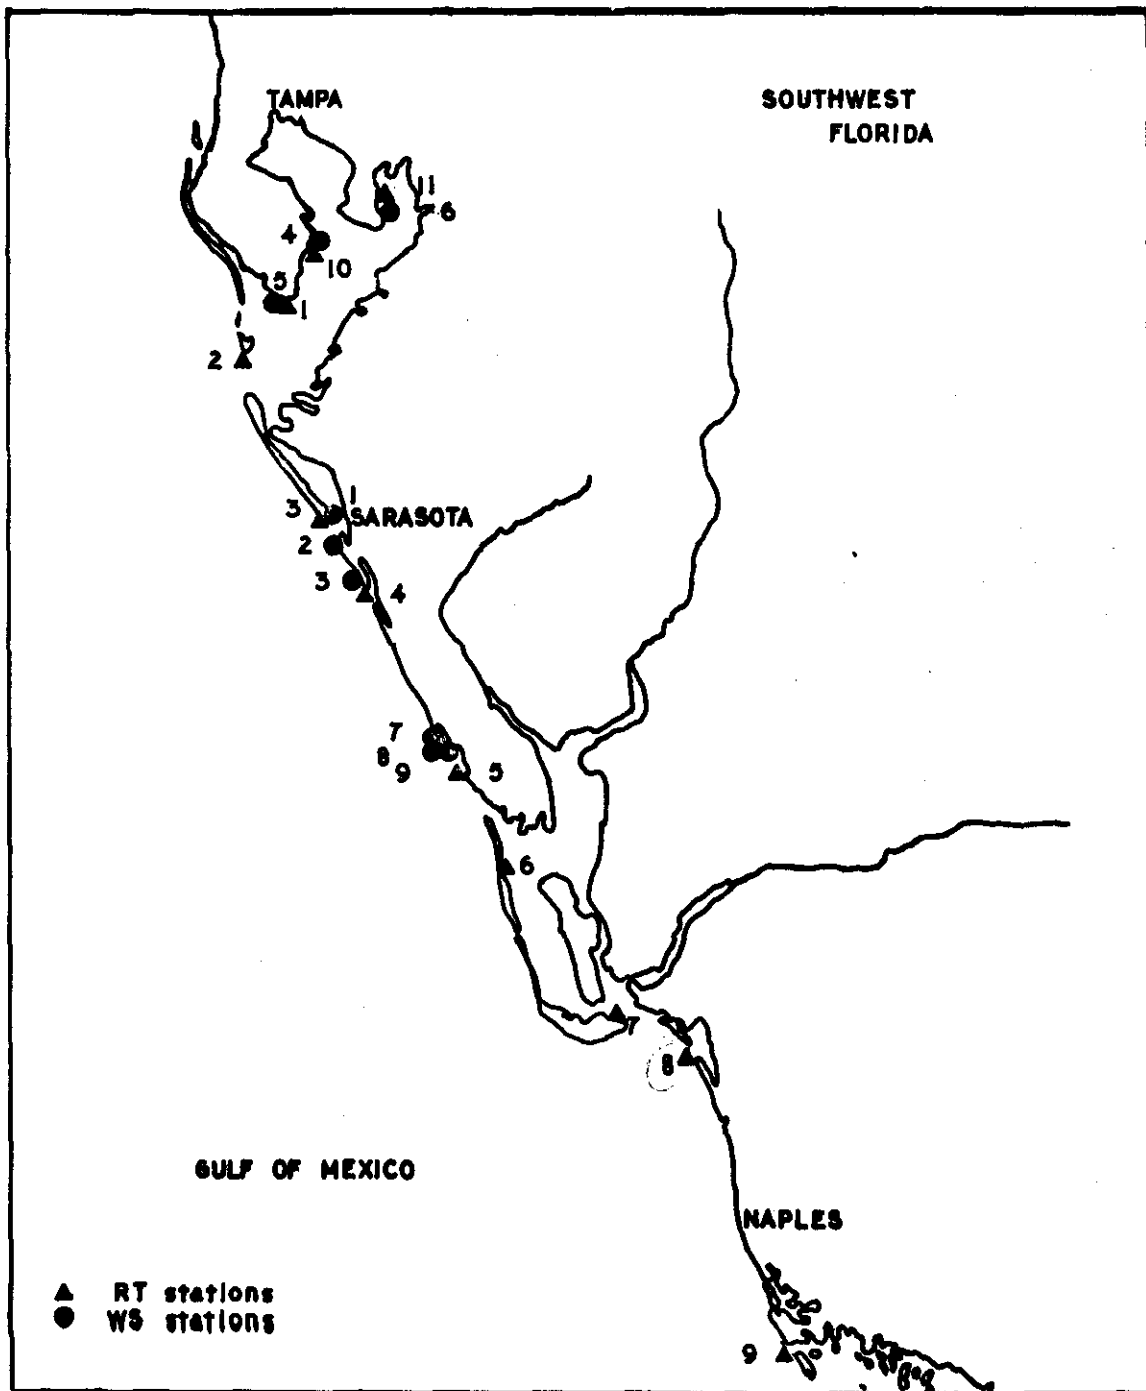 TAMPA
SOUTHWEST
FLORIDA
11
6
4
10
5
1
2
1
3
SARASOTA
2
3
4
7
8
9
5
6
7
8
GULF OF MEXICO
NAPLES
▲ RT stations
● WS stations
9